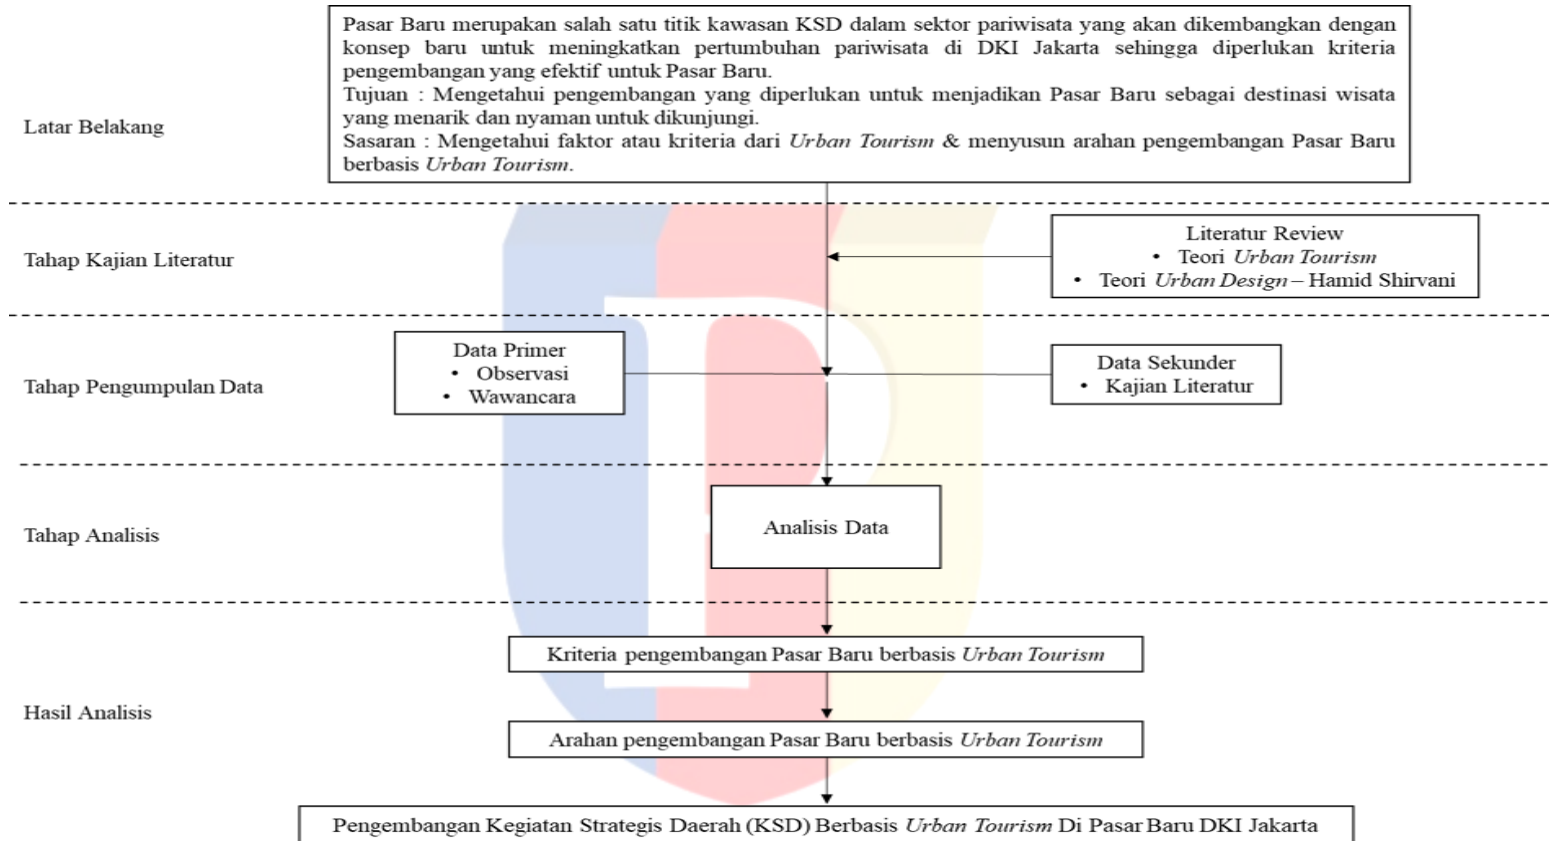 Pasar Baru merupakan salah satu titik kawasan KSD dalam sektor pariwisata yang akan dikembangkan dengan
konsep baru untuk meningkatkan pertumbuhan pariwisata di DKI Jakarta sehingga diperlukan kriteria
pengembangan yang efektif untuk Pasar Baru.
Tujuan : Mengetahui pengembangan yang diperlukan untuk menjadikan Pasar Baru sebagai destinasi wisata
yang menarik dan nyaman untuk dikunjungi.
Sasaran : Mengetahui faktor atau kriteria dari Urban Tourism & menyusun arahan pengembangan Pasar Baru
berbasis Urban Tourism.
Latar Belakang
Tahap Kajian Literatur
Literatur Review
• Teori Urban Tourism
• Teori Urban Design – Hamid Shirvani
Tahap Pengumpulan Data
Data Primer
• Observasi
• Wawancara
Data Sekunder
• Kajian Literatur
Tahap Analisis
Analisis Data
Hasil Analisis
Kriteria pengembangan Pasar Baru berbasis Urban Tourism
Arahan pengembangan Pasar Baru berbasis Urban Tourism
Pengembangan Kegiatan Strategis Daerah (KSD) Berbasis Urban Tourism Di Pasar Baru DKI Jakarta